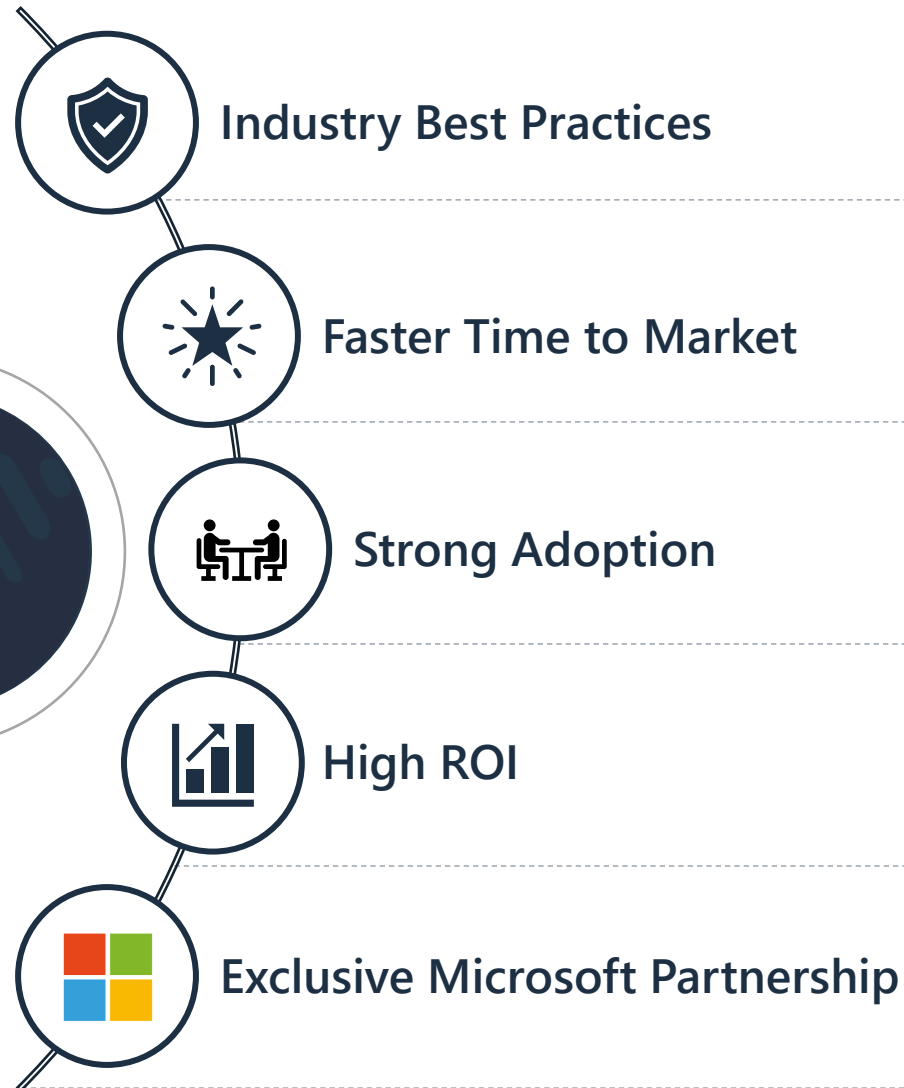 Industry Best Practices
Faster Time to Market
Strong Adoption
High ROI
Exclusive Microsoft Partnership